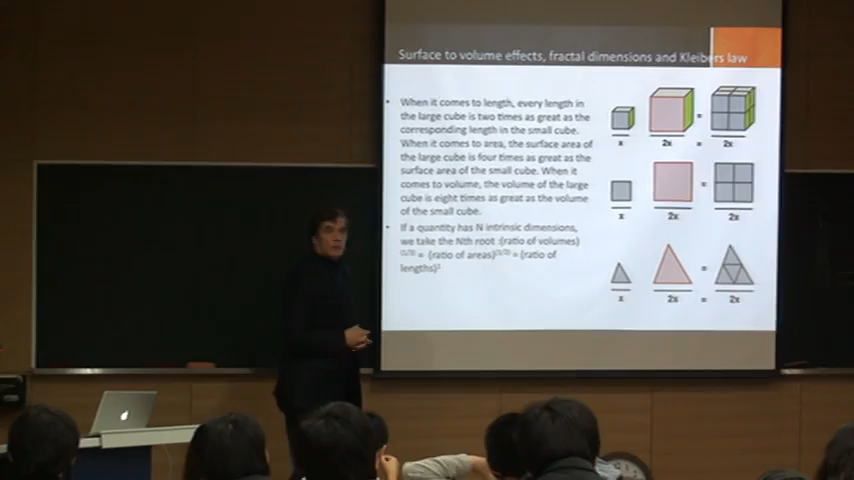 Surface to volume effects, fractal dimensions and Kleibers law
• When it comes to length, every length in
the large cube is two times as great as the
corresponding length in the small cube.
When it comes to area, the surface area of
the large cube is four times as great as the
surface area of the small cube. When it
comes to volume, the volume of the large
cube is eight times as great as the volume
of the small cube.
• If a quantity has N intrinsic dimensions,
we take the Nth root :(ratio of volumes)
(1/3) = (ratio of areas)(1/2) = (ratio of
lengths)1
=
x 2x = 2x
=
x 2x 2x
=
x 2x = 2x